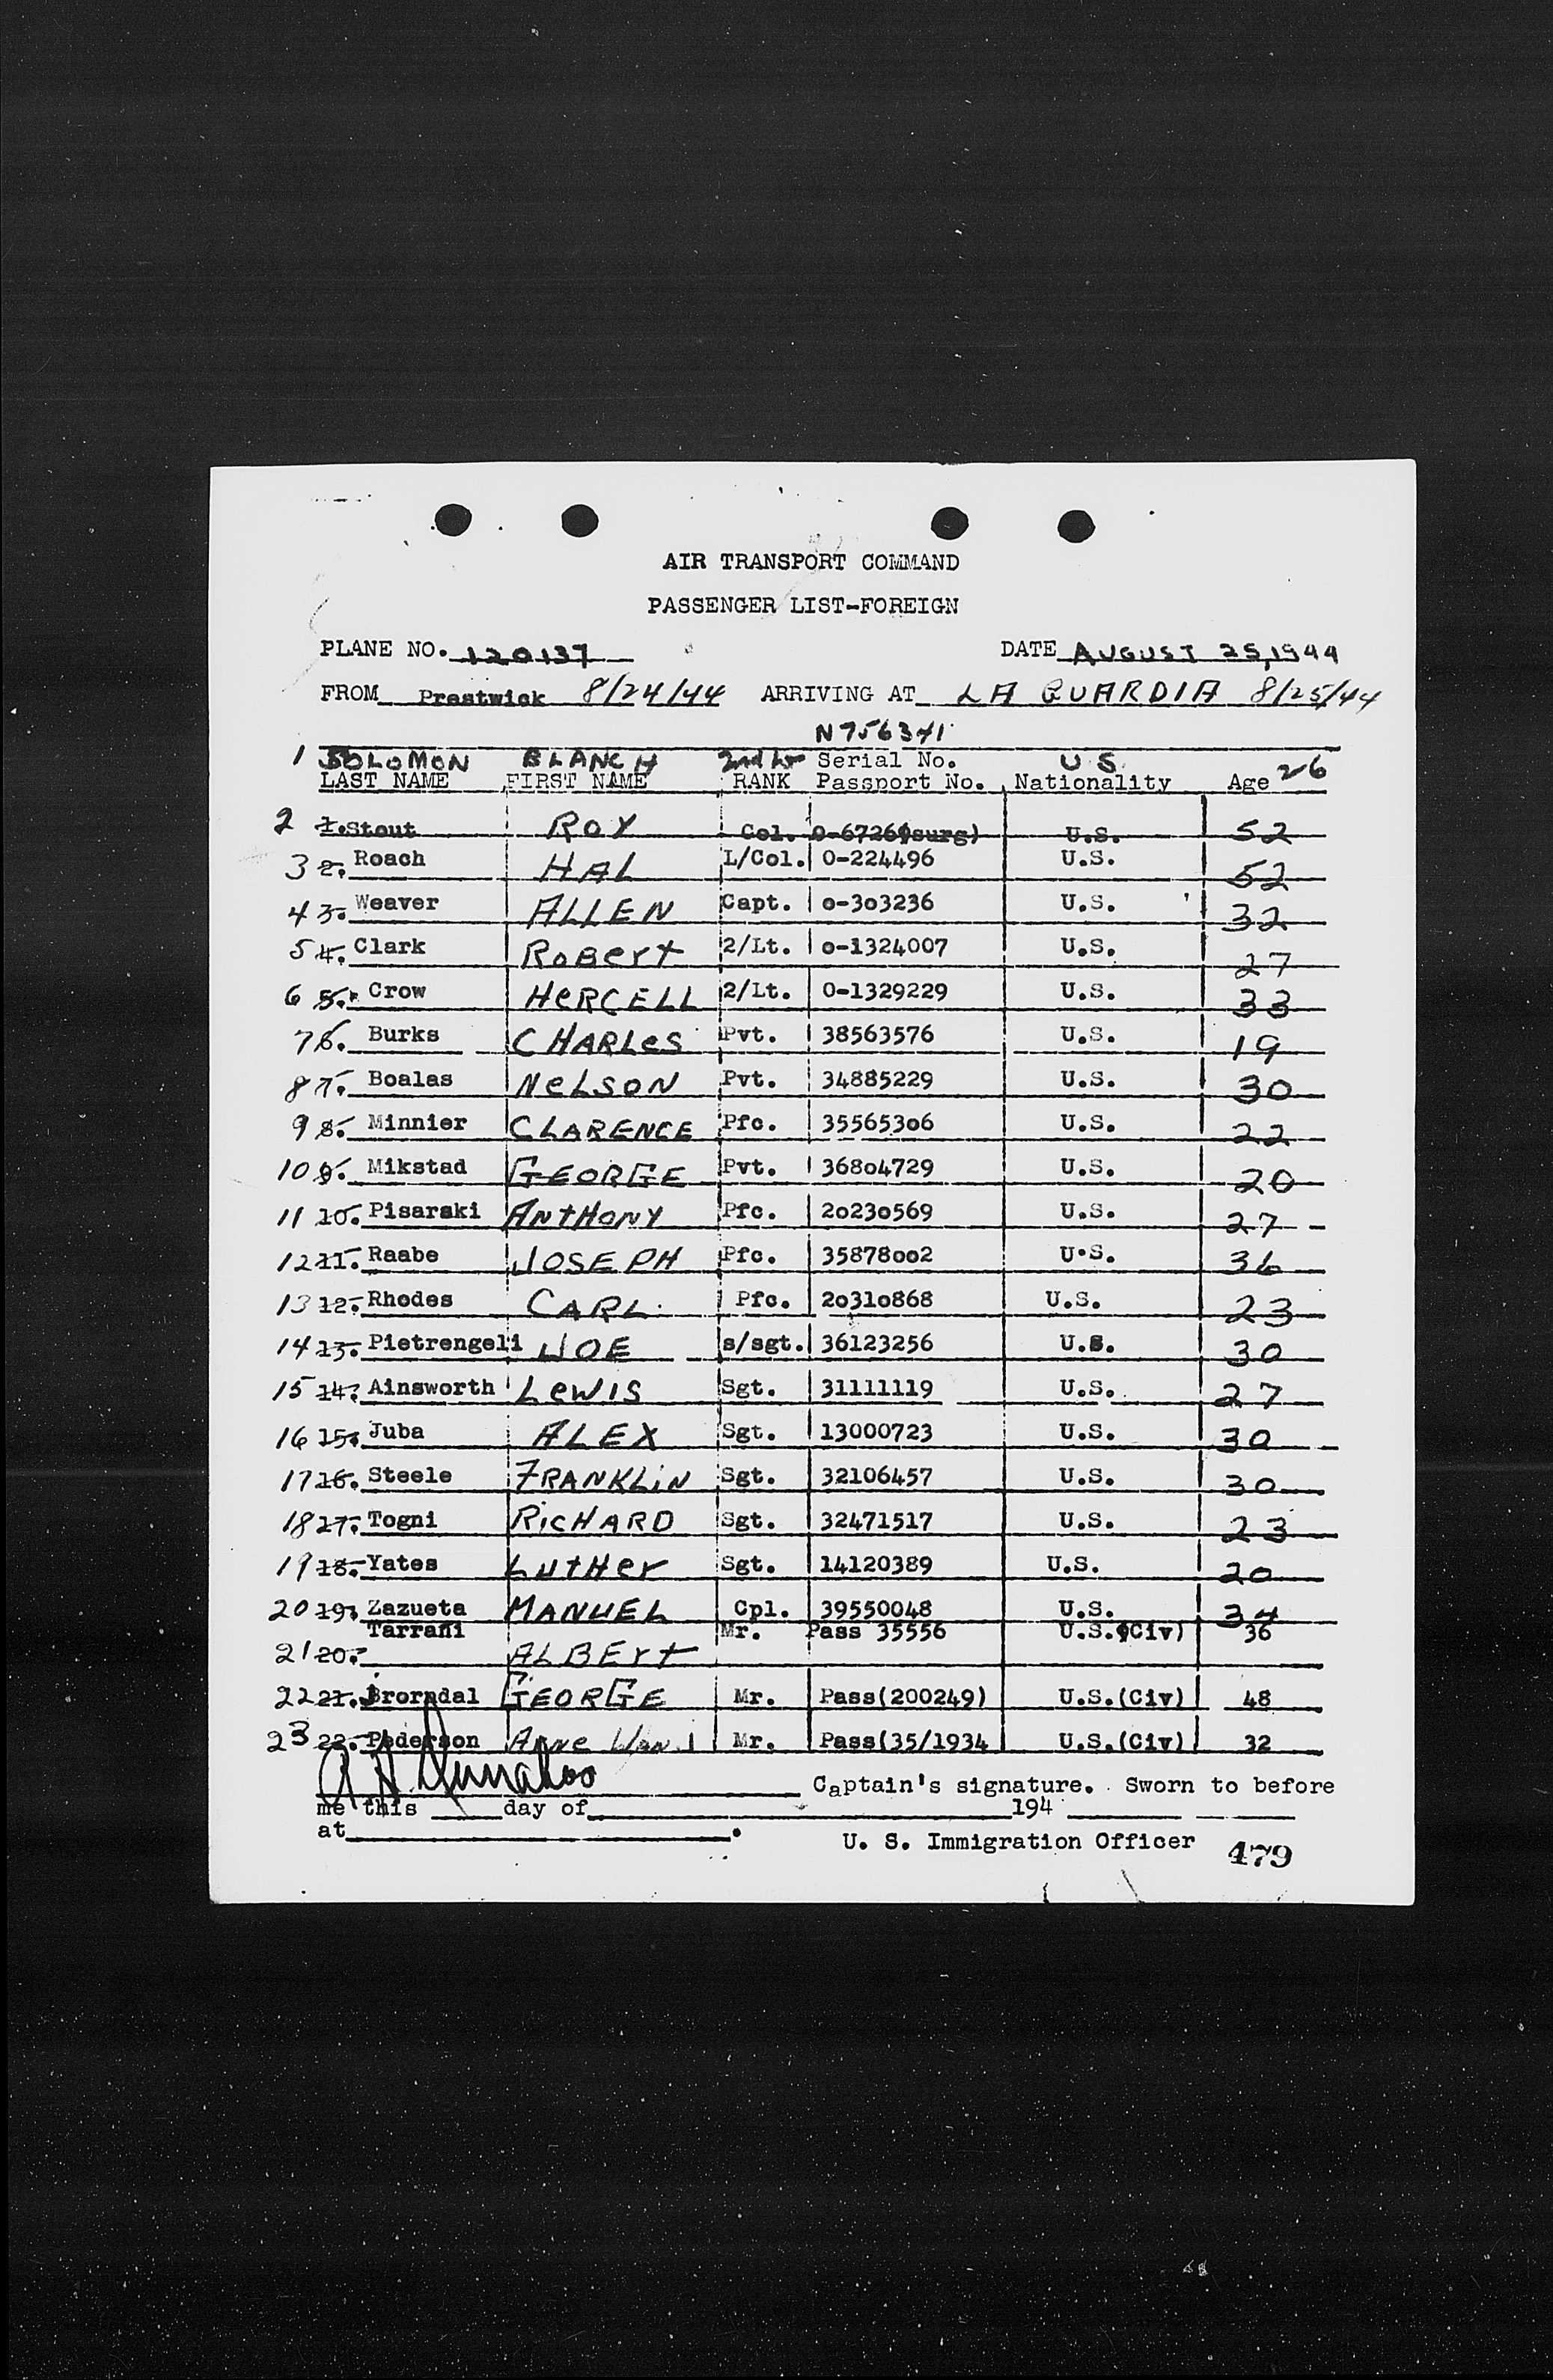 AIR TRANSPORT COMMAND
PASSENGER LIST-FOREIGN
PLANE NO. 120137 DATE AUGUST 25, 1944
FROM Prestwick 8/24/44 ARRIVING AT LA GUARDIA 8/25/44
N756341
1 SOLOMON BLANCH 2nd Lt Serial No. U S. 26
LAST NAME FIRST NAME RANK Passport No. Nationality Age
2 1. Stout ROY Col. O-6726 (surg) U.S. 52
3 2. Roach HAL L/Col. O-224496 U.S. 52
4 3. Weaver ALLEN Capt. o-303236 U.S. 32
5 4. Clark ROBERT 2/Lt. o-1324007 U.S. 27
6 5. Crow HERCELL 2/Lt. O-1329229 U.S. 33
7 6. Burks CHARLES Pvt. 38563576 U.S. 19
8 7. Boalas NELSON Pvt. 34885229 U.S. 30
9 8. Minnier CLARENCE Pfc. 35565306 U.S. 22
10 9. Mikstad GEORGE Pvt. 36804729 U.S. 20
11 10. Pisarski ANTHONY Pfc. 20230569 U.S. 27
12 11. Raabe JOSEPH Pfc. 35878002 U.S. 36
13 12. Rhodes CARL Pfc. 20310868 U.S. 23
14 13. Pietrengeli JOE s/sgt. 36123256 U.S. 30
15 14. Ainsworth LEWIS Sgt. 31111119 U.S. 27
16 15. Juba ALEX Sgt. 13000723 U.S. 30
17 16. Steele FRANKLIN Sgt. 32106457 U.S. 30
18 17. Togni RICHARD Sgt. 32471517 U.S. 23
19 18. Yates LUTHER Sgt. 14120389 U.S. 20
20 19. Zazueta MANUEL Cpl. 39550048 U.S. 34
Tarrani Mr. Pass 35556 U.S.(Civ) 36
21 20. ALBERT
22 21. Brorndal GEORGE Mr. Pass(200249) U.S.(Civ) 48
23 22. Pederson Arne Mr. Pass(35/1934 U.S.(Civ) 32
Captain's signature. Sworn to before
me this day of 194
at .
U. S. Immigration Officer 479